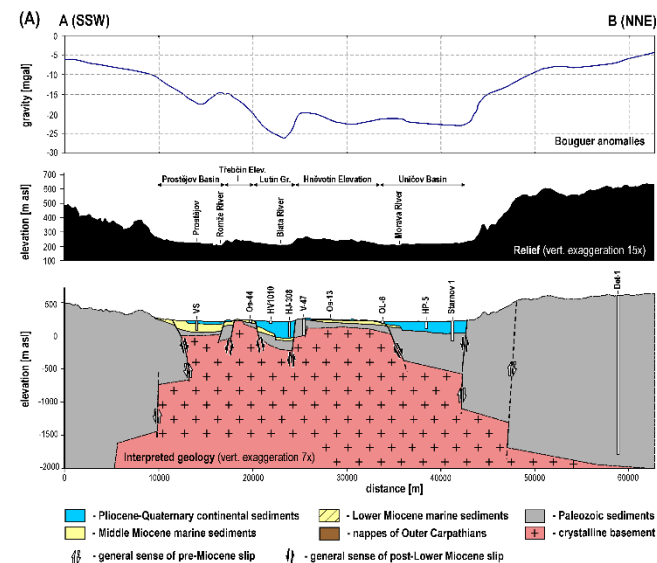 (A) A (SSW) B (NNE)
gravity [mgal]
0
-5
-10
-15
-20
-25
-30
Bouguer anomalies
elevation [m asl]
700
600
500
400
300
200
100
Třebčín Elev.
Prostějov Basin
Lutín Gr.
Hněvotín Elevation
Uničov Basin
Prostějov
Romže River
Blata River
Morava River
Relief (vert. exaggeration 15x)
elevation [m asl]
500
0
-500
-1000
-1500
-2000
VS
Os-44
HV1010
HJ-308
V-47
Os-13
OL-6
HP-5
Interpreted geology (vert. exaggeration 7x)
0 10000 20000 30000 40000 50000 60000
distance [m]
- Pliocene-Quaternary continental sediments
- Lower Miocene marine sediments
- Paleozoic sediments
- Middle Miocene marine sediments
- nappes of Outer Carpathians
- crystalline basement
- general sense of pre-Miocene slip
- general sense of post-Lower Miocene slip